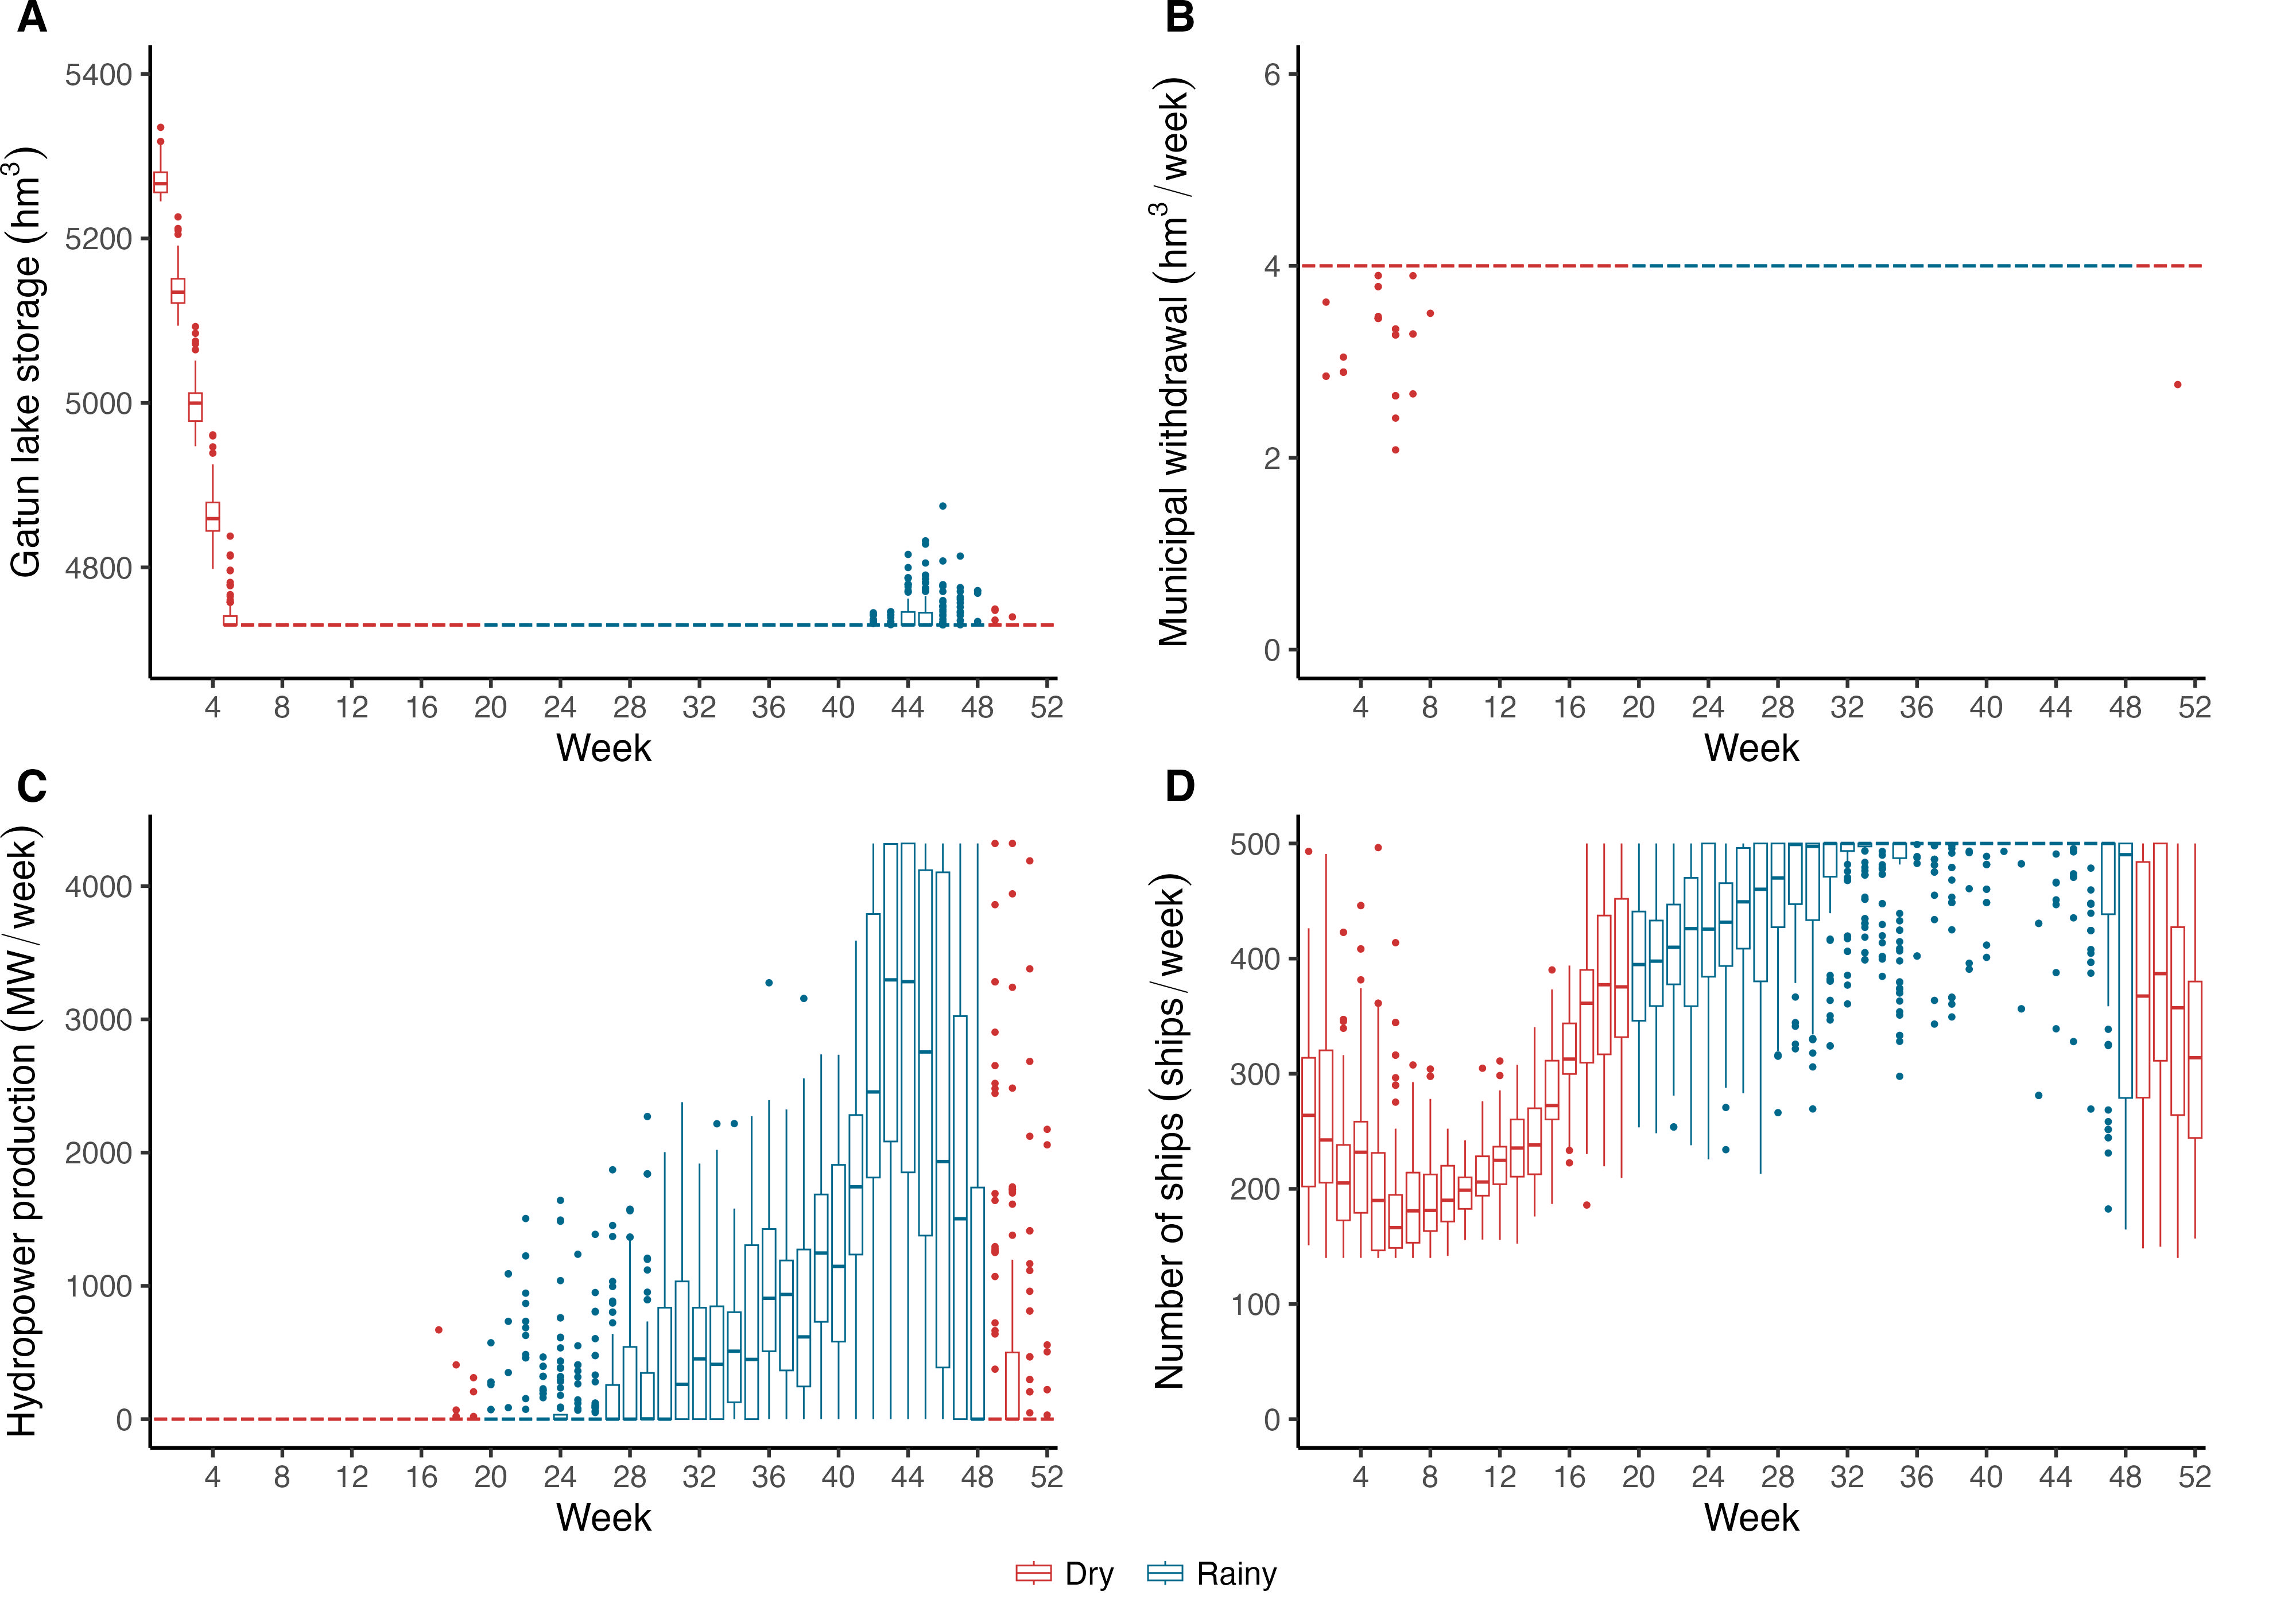 A
Gatun lake storage (hm³)
5400
5200
5000
4800
4 8 12 16 20 24 28 32 36 40 44 48 52
Week
B
Municipal withdrawal (hm³/week)
6
4
2
0
4 8 12 16 20 24 28 32 36 40 44 48 52
Week
C
Hydropower production (MW/week)
4000
3000
2000
1000
0
4 8 12 16 20 24 28 32 36 40 44 48 52
Week
D
Number of ships (ships/week)
500
400
300
200
100
0
4 8 12 16 20 24 28 32 36 40 44 48 52
Week
Dry Rainy